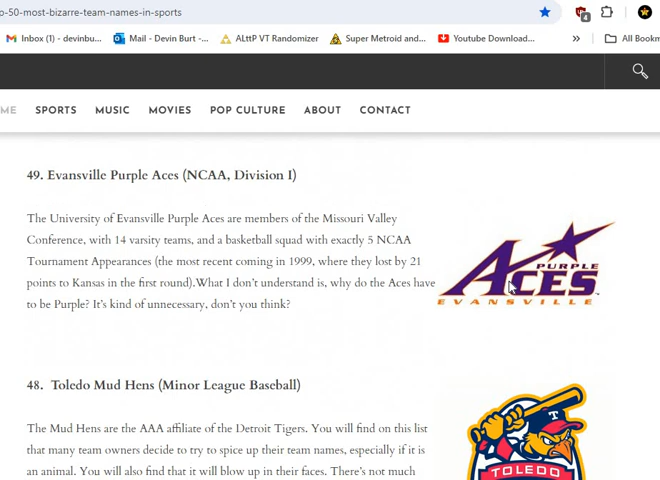 p-50-most-bizarre-team-names-in-sports
4
Inbox (1) - devinbu...
Mail - Devin Burt -...
ALttP VT Randomizer
Super Metroid and...
Youtube Download...
»
All Bookm
ME
SPORTS
MUSIC
MOVIES
POP CULTURE
ABOUT
CONTACT
49. Evansville Purple Aces (NCAA, Division I)
The University of Evansville Purple Aces are members of the Missouri Valley
Conference, with 14 varsity teams, and a basketball squad with exactly 5 NCAA
Tournament Appearances (the most recent coming in 1999, where they lost by 21
points to Kansas in the first round).What I don't understand is, why do the Aces have
to be Purple? It's kind of unnecessary, don't you think?
PURPLE
ACES
EVANSVILLE
48. Toledo Mud Hens (Minor League Baseball)
The Mud Hens are the AAA affiliate of the Detroit Tigers. You will find on this list
that many team owners decide to try to spice up their team names, especially if it is
an animal. You will also find that it will blow up in their faces. There's not much
T
TOLEDO